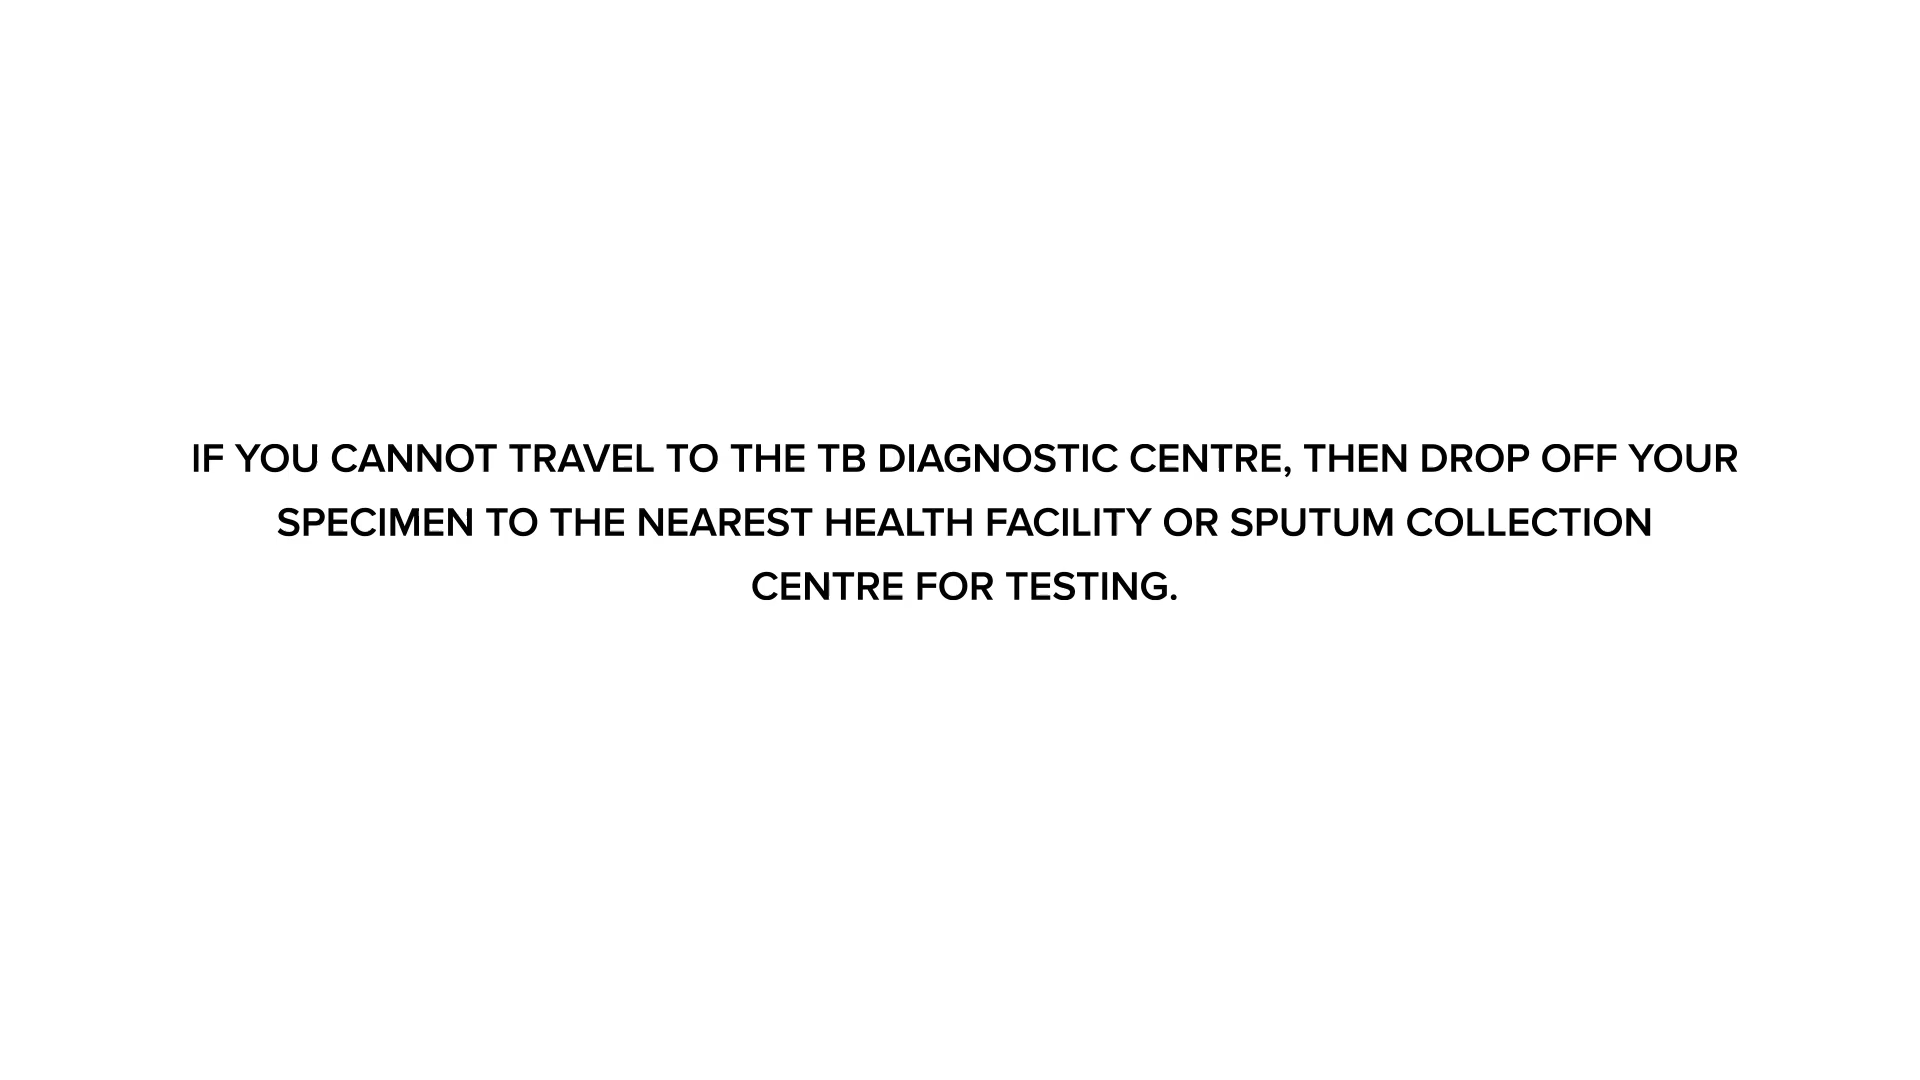 IF YOU CANNOT TRAVEL TO THE TB DIAGNOSTIC CENTRE, THEN DROP OFF YOUR
SPECIMEN TO THE NEAREST HEALTH FACILITY OR SPUTUM COLLECTION
CENTRE FOR TESTING.